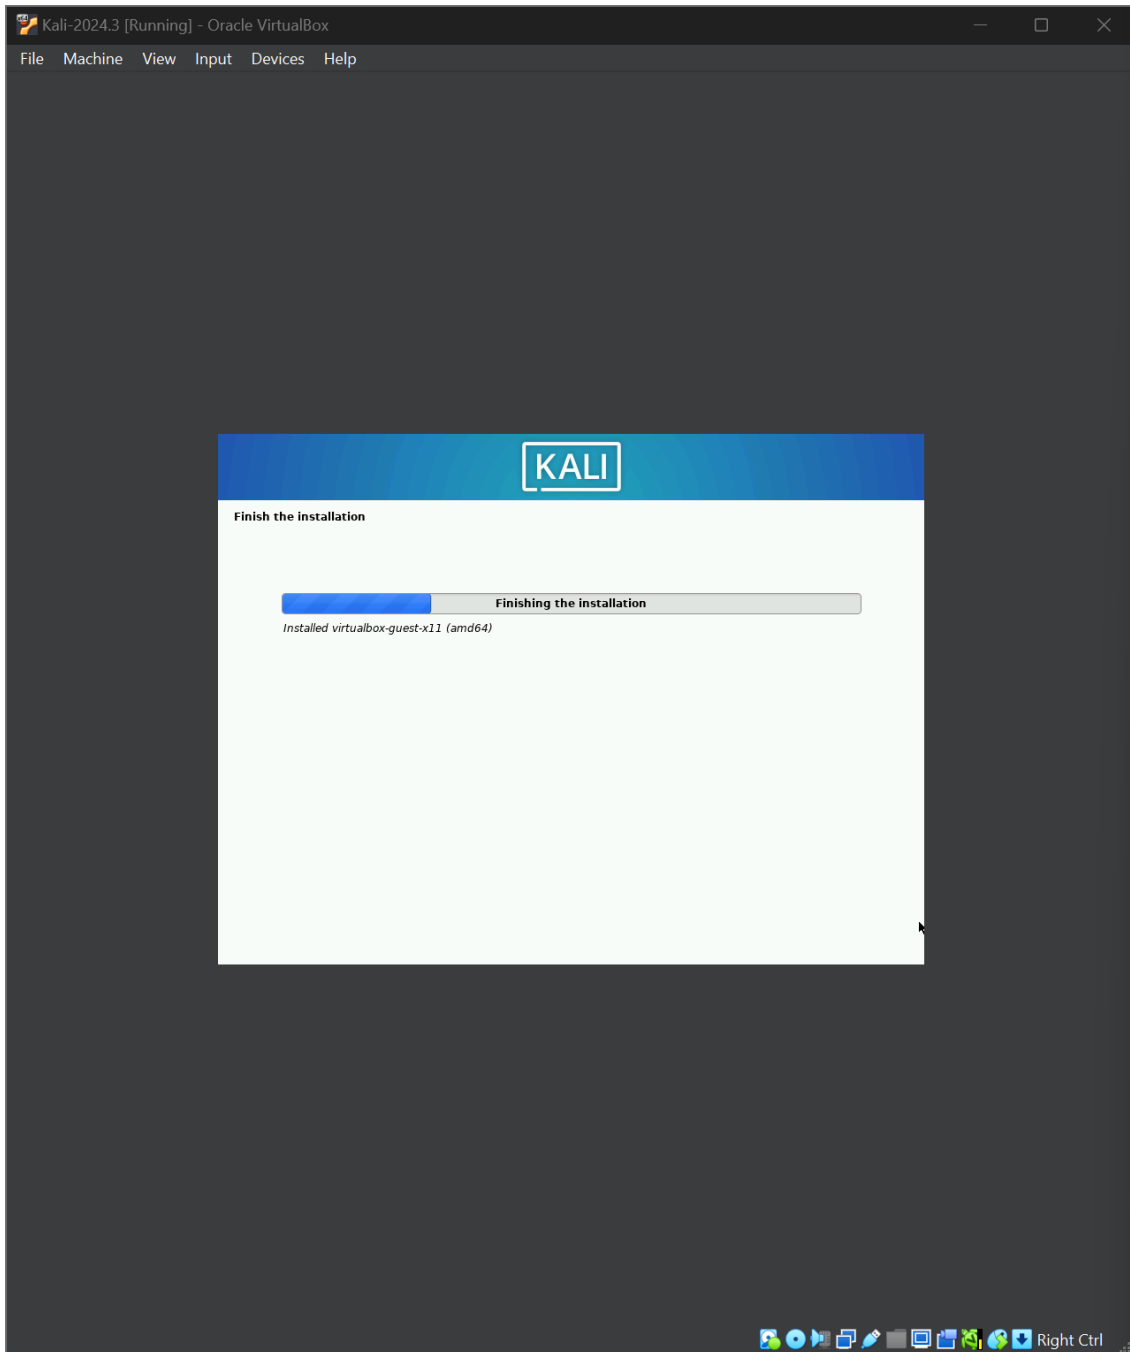 Kali-2024.3 [Running] - Oracle VirtualBox
File Machine View Input Devices Help
KALI
Finish the installation
Finishing the installation
Installed virtualbox-guest-x11 (amd64)
Right Ctrl